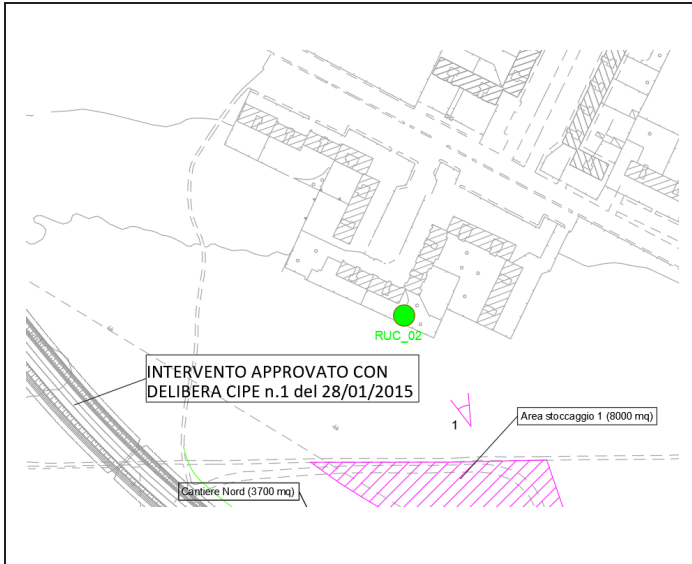 RUC_02
INTERVENTO APPROVATO CON
DELIBERA CIPE n.1 del 28/01/2015
1
Area stoccaggio 1 (8000 mq)
Cantiere Nord (3700 mq)